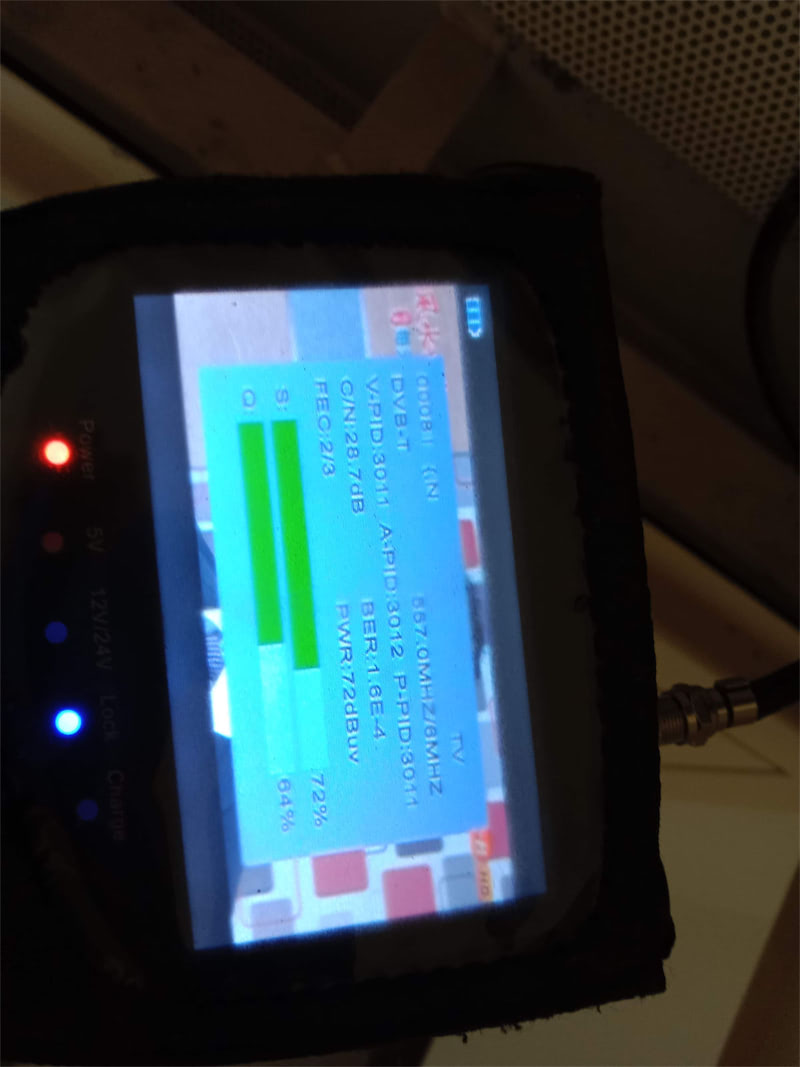 TV
557.0MHZ/6MHZ
DVB-T
V-PID:3011 A-PID:3012 P-PID:3011
C/N:28.7dB BER:1.6E-4
FEC:2/3 PWR:72dBuv
S: 72%
Q: 64%
Power 5V 12V/24V Lock Charge